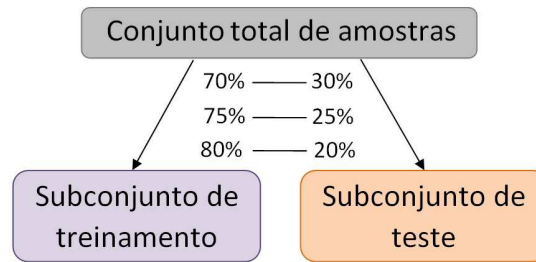 Conjunto total de amostras
70% 30%
75% 25%
80% 20%
Subconjunto de
treinamento
Subconjunto de
teste